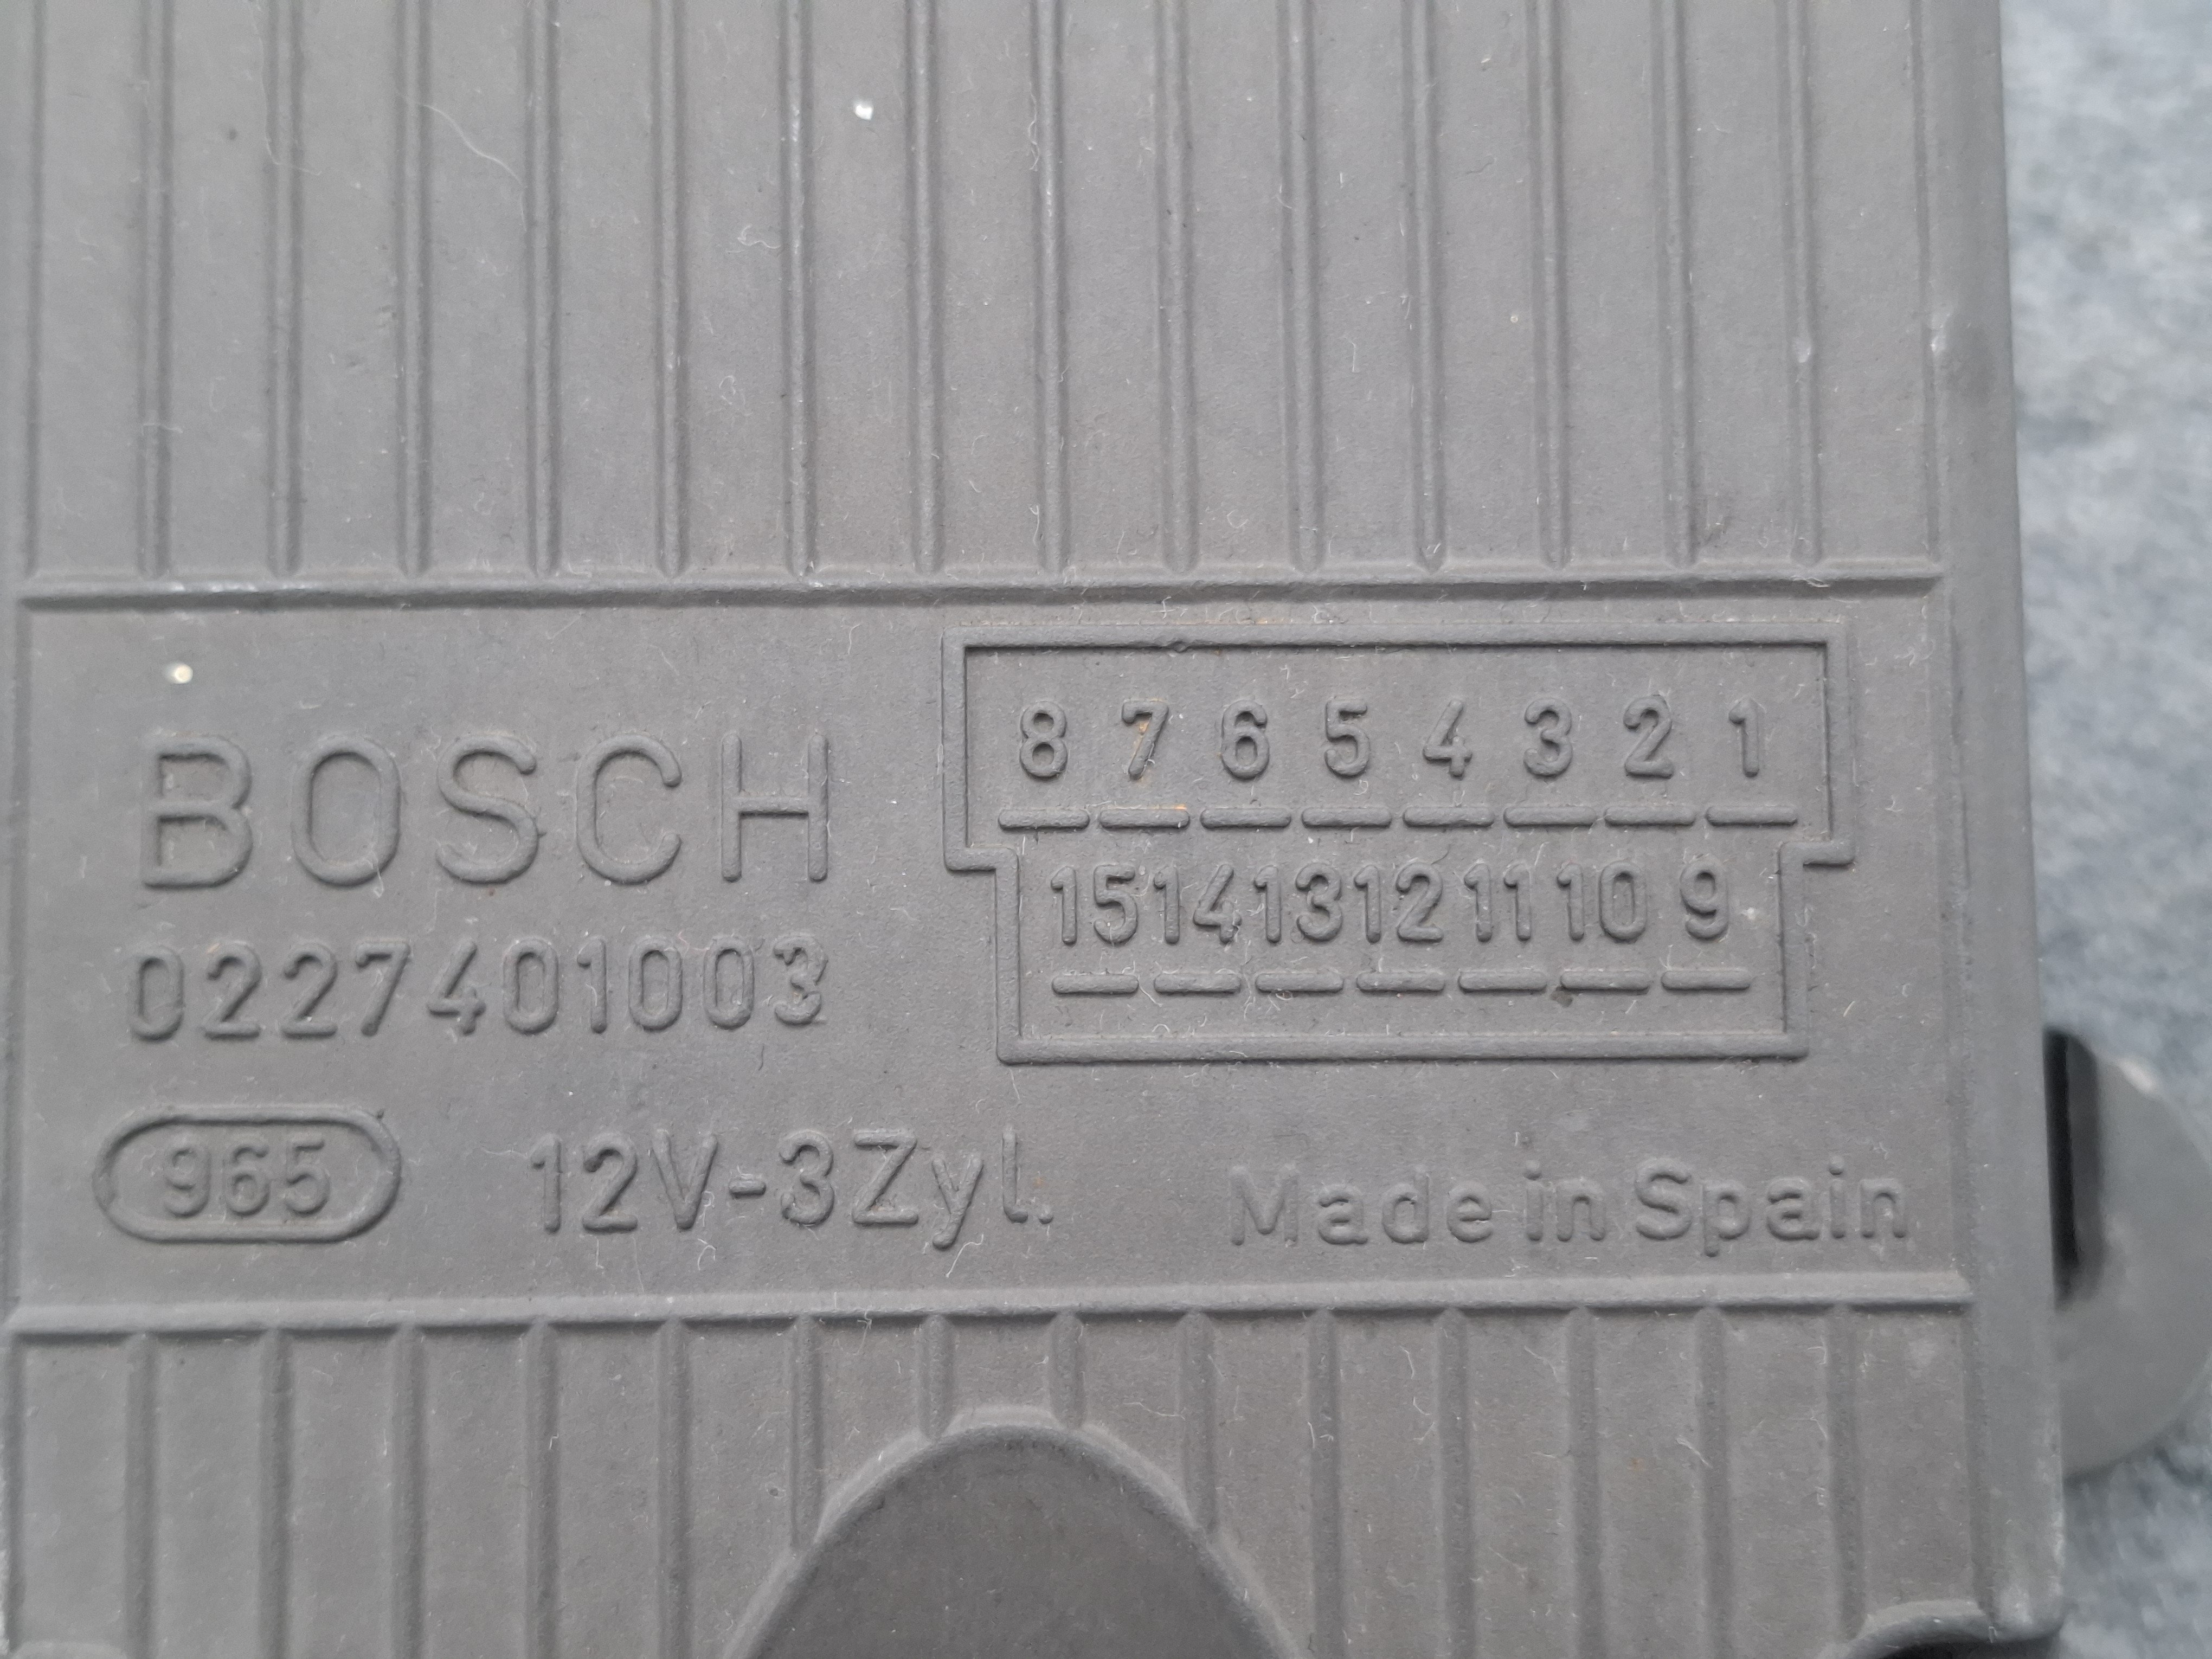 BOSCH
0227401003
8 7 6 5 4 3 2 1
15 14 13 12 11 10 9
965 12V-3Zyl. Made in Spain